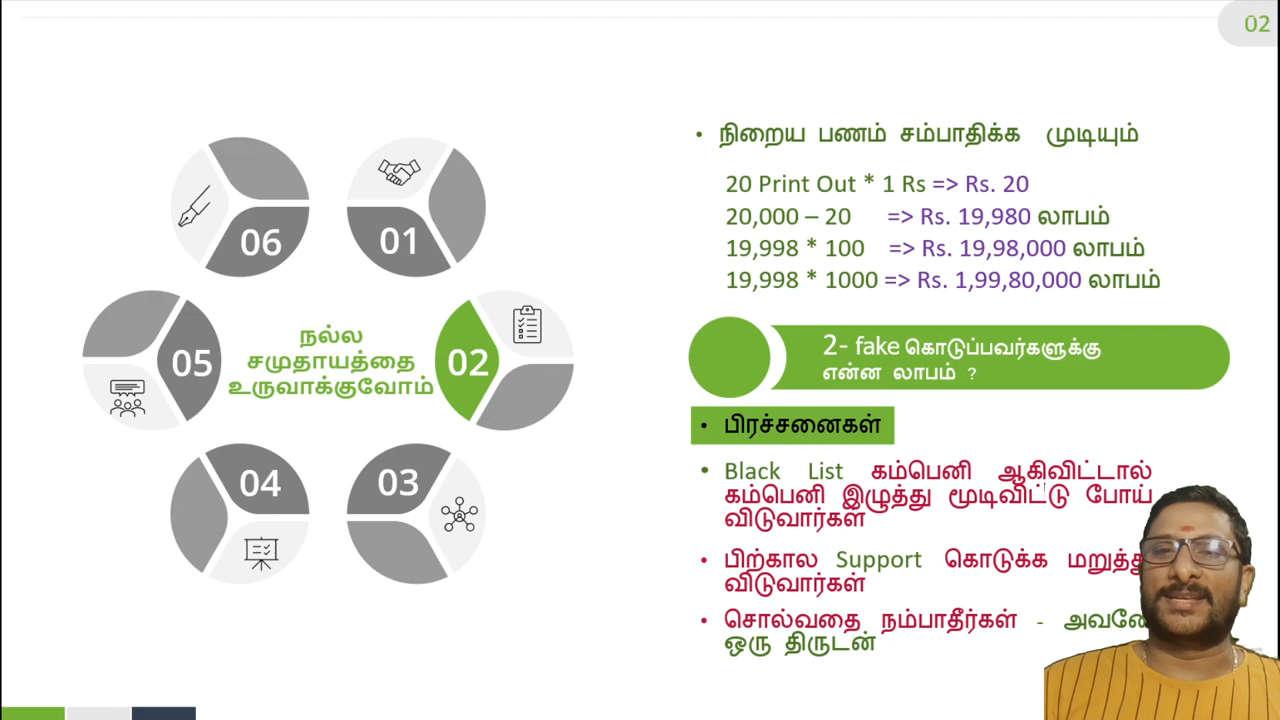 02
நிறைய பணம் சம்பாதிக்க முடியும்
20 Print Out * 1 Rs => Rs. 20
20,000 – 20 => Rs. 19,980 லாபம்
19,998 * 100 => Rs. 19,98,000 லாபம்
19,998 * 1000 => Rs. 1,99,80,000 லாபம்
06
01
05
நல்ல
சமுதாயத்தை
உருவாக்குவோம்
02
04
03
2- fake கொடுப்பவர்களுக்கு
என்ன லாபம் ?
பிரச்சனைகள்
Black List கம்பெனி ஆகிவிட்டால்
கம்பெனி இழுத்து மூடிவிட்டு போய்
விடுவார்கள்
பிற்கால Support கொடுக்க மறுத்து
விடுவார்கள்
சொல்வதை நம்பாதீர்கள் - அவனே
ஒரு திருடன்